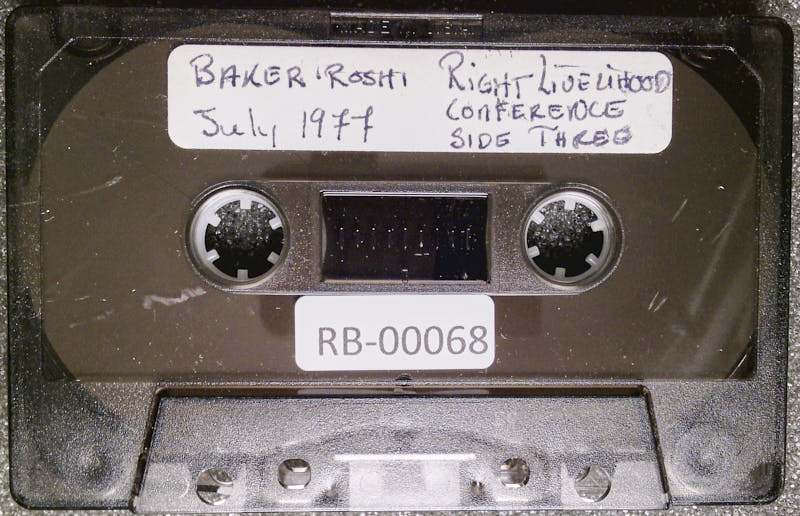 BAKER ROSHI
July 1977
RIGHT LIVELIHOOD
CONFERENCE
SIDE THREE
RB-00068